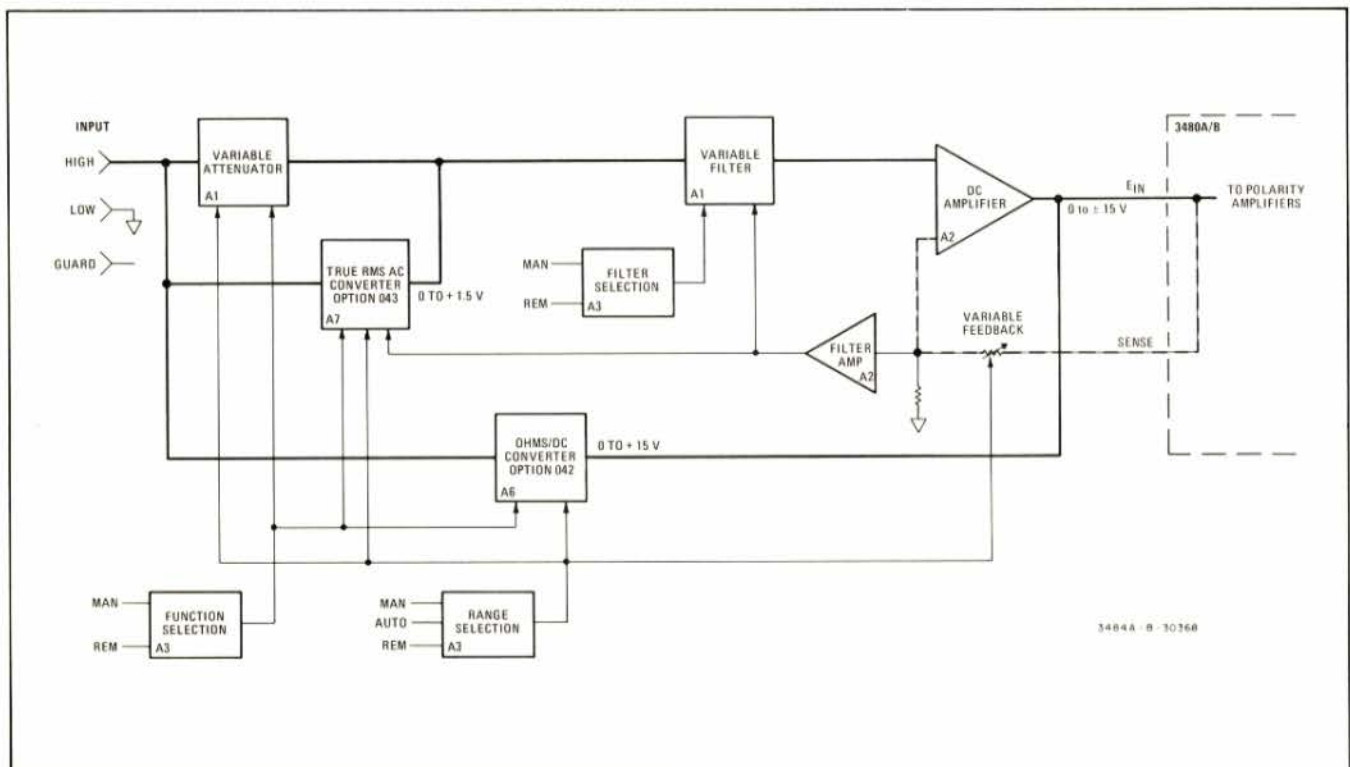 INPUT
HIGH
LOW
GUARD
VARIABLE
ATTENUATOR
A1
TRUE RMS AC
CONVERTER
OPTION 043
A7
0 TO + 1.5 V
MAN
REM
FILTER
SELECTION
A3
VARIABLE
FILTER
A1
DC
AMPLIFIER
A2
EIN
0 to ± 15 V
3480A/B
TO POLARITY
AMPLIFIERS
VARIABLE
FEEDBACK
SENSE
FILTER
AMP
A2
OHMS/DC
CONVERTER
OPTION 042
A6
0 TO + 15 V
MAN
REM
FUNCTION
SELECTION
A3
MAN
AUTO
REM
RANGE
SELECTION
A3
3484A-B-30368